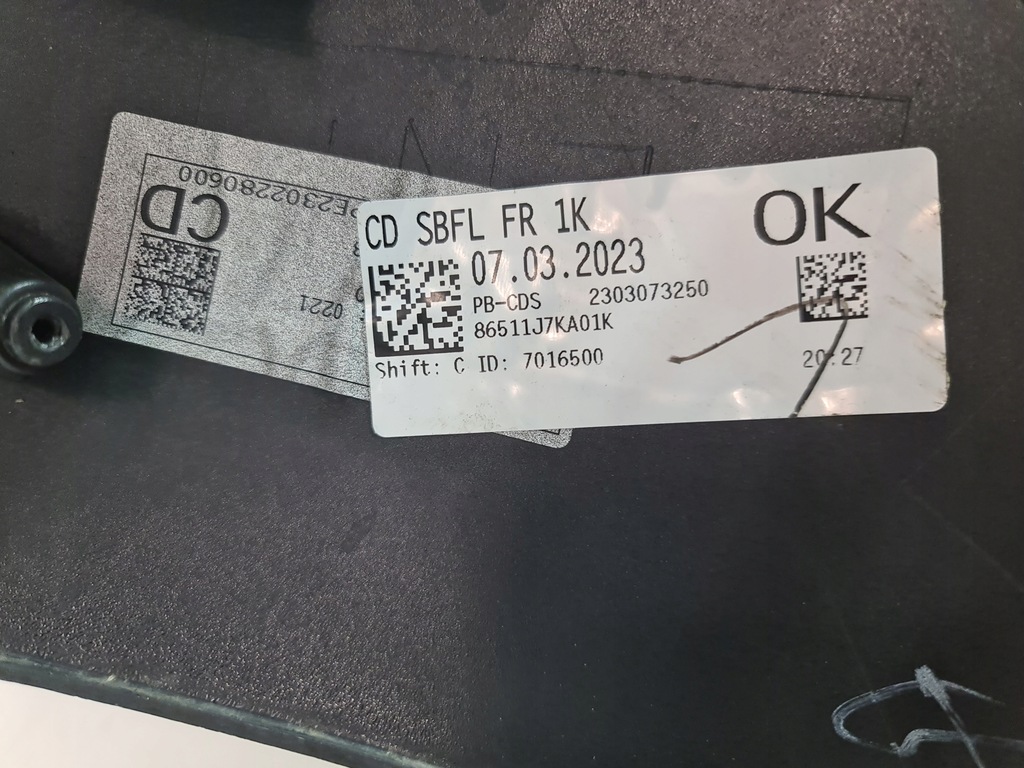 CD SBFL FR 1K
OK
07.03.2023
PB-CDS 2303073250
86511J7KA01K
Shift: C ID: 7016500
20:27
CD
E2302280600
0221